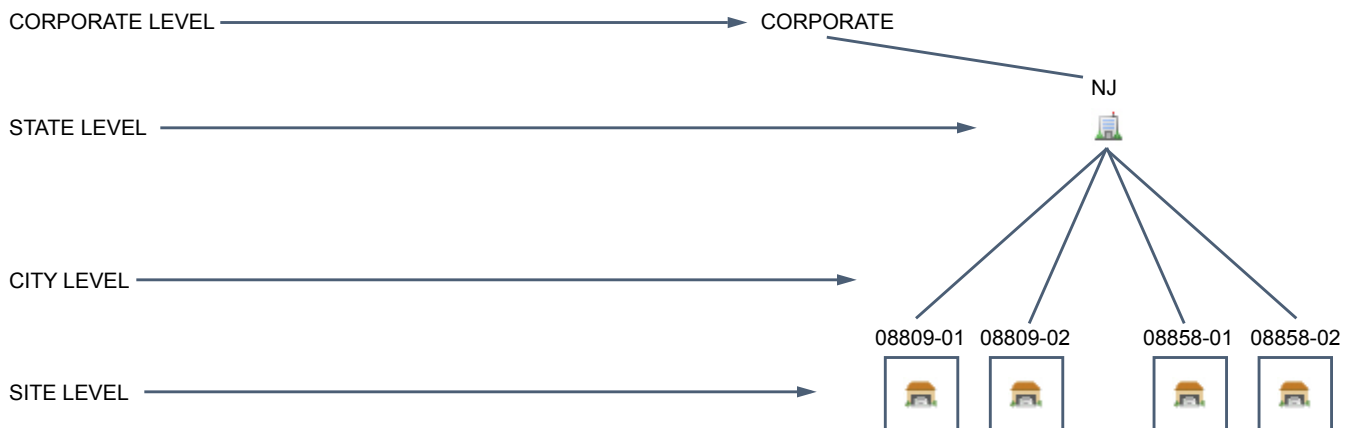 CORPORATE LEVEL
CORPORATE
NJ
STATE LEVEL
CITY LEVEL
08809-01 08809-02 08858-01 08858-02
SITE LEVEL